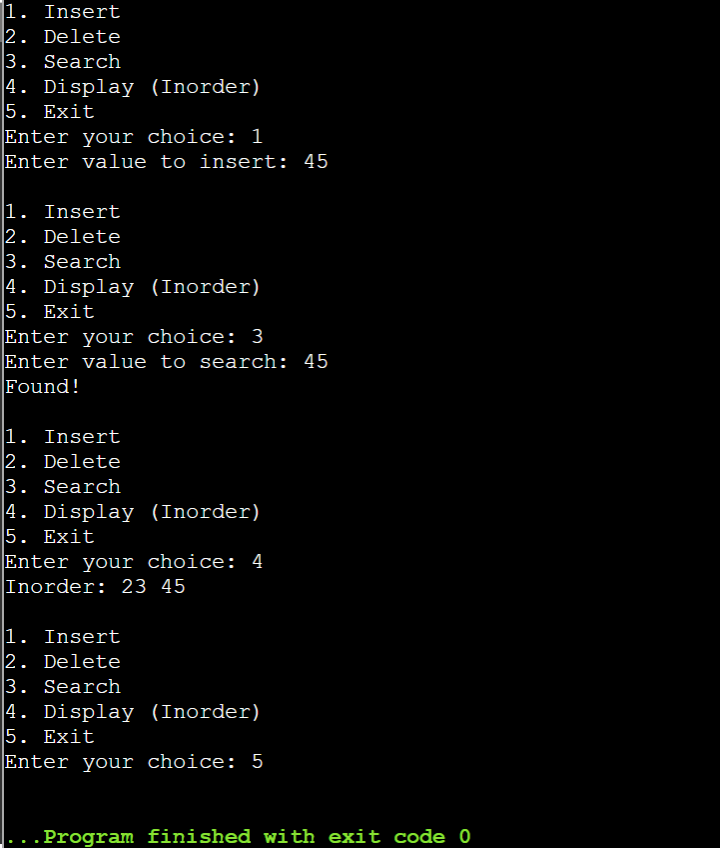 1. Insert
2. Delete
3. Search
4. Display (Inorder)
5. Exit
Enter your choice: 1
Enter value to insert: 45
1. Insert
2. Delete
3. Search
4. Display (Inorder)
5. Exit
Enter your choice: 3
Enter value to search: 45
Found!
1. Insert
2. Delete
3. Search
4. Display (Inorder)
5. Exit
Enter your choice: 4
Inorder: 23 45
1. Insert
2. Delete
3. Search
4. Display (Inorder)
5. Exit
Enter your choice: 5
...Program finished with exit code 0